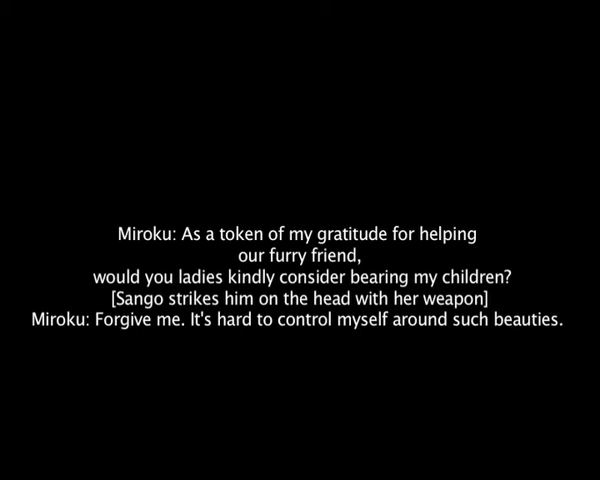 Miroku: As a token of my gratitude for helping
our furry friend,
would you ladies kindly consider bearing my children?
[Sango strikes him on the head with her weapon]
Miroku: Forgive me. It's hard to control myself around such beauties.